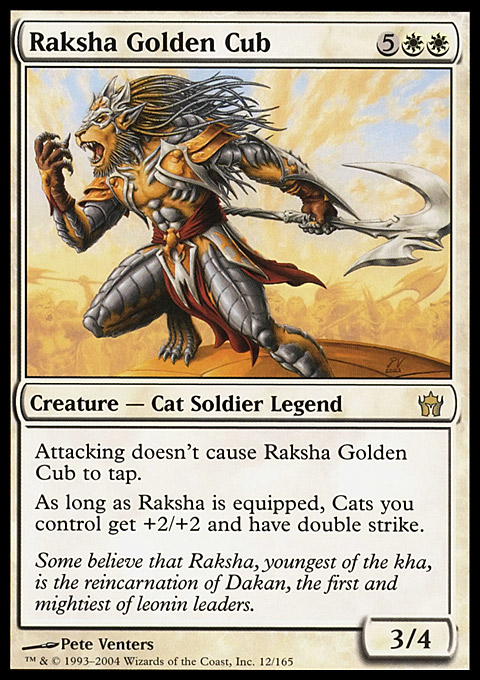 Raksha Golden Cub 5
Creature — Cat Soldier Legend
Attacking doesn't cause Raksha Golden
Cub to tap.
As long as Raksha is equipped, Cats you
control get +2/+2 and have double strike.
Some believe that Raksha, youngest of the kha,
is the reincarnation of Dakan, the first and
mightiest of leonin leaders.
Pete Venters
3/4
™ & © 1993–2004 Wizards of the Coast, Inc. 12/165